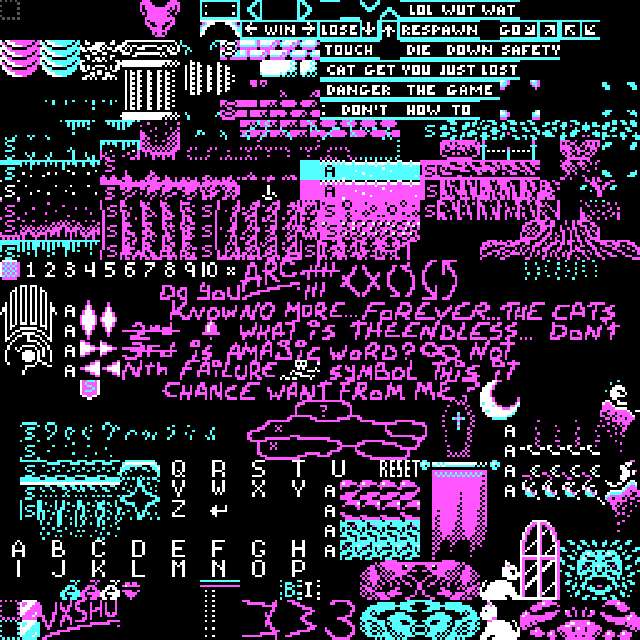 LOL WUT WAT
← WIN → LOSE ↓ ↑ RESPAWN GO
TOUCH DIE DOWN SAFETY
CAT GET YOU JUST LOST
DANGER THE GAME
DON'T HOW TO
A
1 2 3 4 5 6 7 8 9 10 × ARC
DO YOU
KNOW NO MORE... FOREVER... THE CATS
A WHAT IS THE ENDLESS... DON'T
A 3rd IS AMAS WORD? NOT
A Nth FAILURE SYMBOL THIS IT
CHANCE WANT FROM ME
?
A
A
A
A
Q R S T U RESET
V W X Y A
Z ↵ A
A
A B C D E F G H A
I J K L M N O P
B I
VXSHU
3